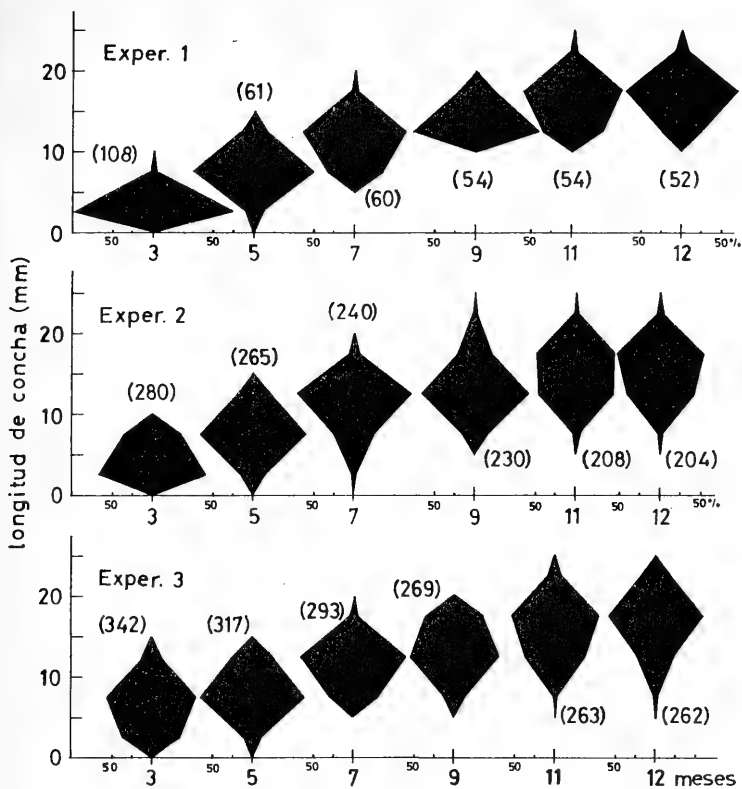 longitud de concha (mm)
Exper. 1
20
10
0
(108)
(61)
(60)
(54)
(54)
(52)
50 50 50 50 50 50 50%
3 5 7 9 11 12
Exper. 2
20
10
0
(280)
(265)
(240)
(230)
(208)
(204)
50 50 50 50 50 50 50%
3 5 7 9 11 12
Exper. 3
20
10
0
(342)
(317)
(293)
(269)
(263)
(262)
50 50 50 50 50 50
3 5 7 9 11 12 meses